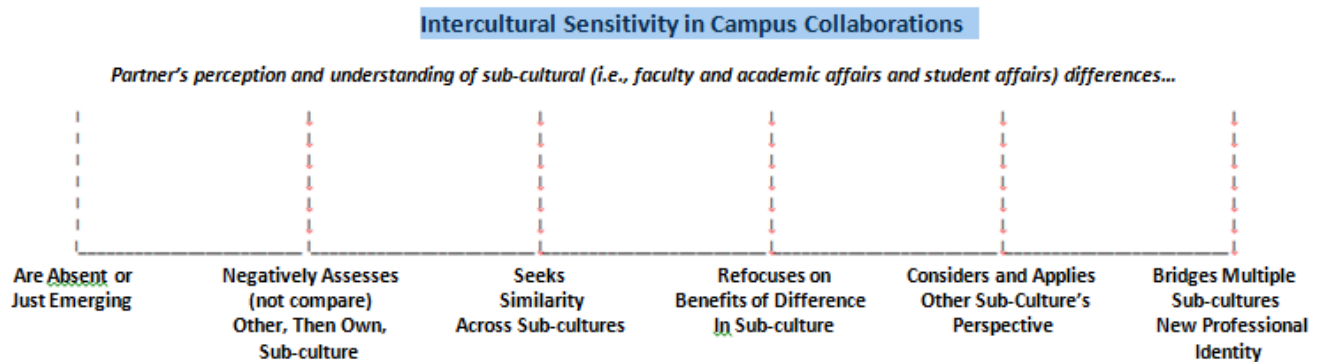 Intercultural Sensitivity in Campus Collaborations
Partner's perception and understanding of sub-cultural (i.e., faculty and academic affairs and student affairs) differences...
Are Absent or
Just Emerging
Negatively Assesses
(not compare)
Other, Then Own,
Sub-culture
Seeks
Similarity
Across Sub-cultures
Refocuses on
Benefits of Difference
In Sub-culture
Considers and Applies
Other Sub-Culture's
Perspective
Bridges Multiple
Sub-cultures
New Professional
Identity